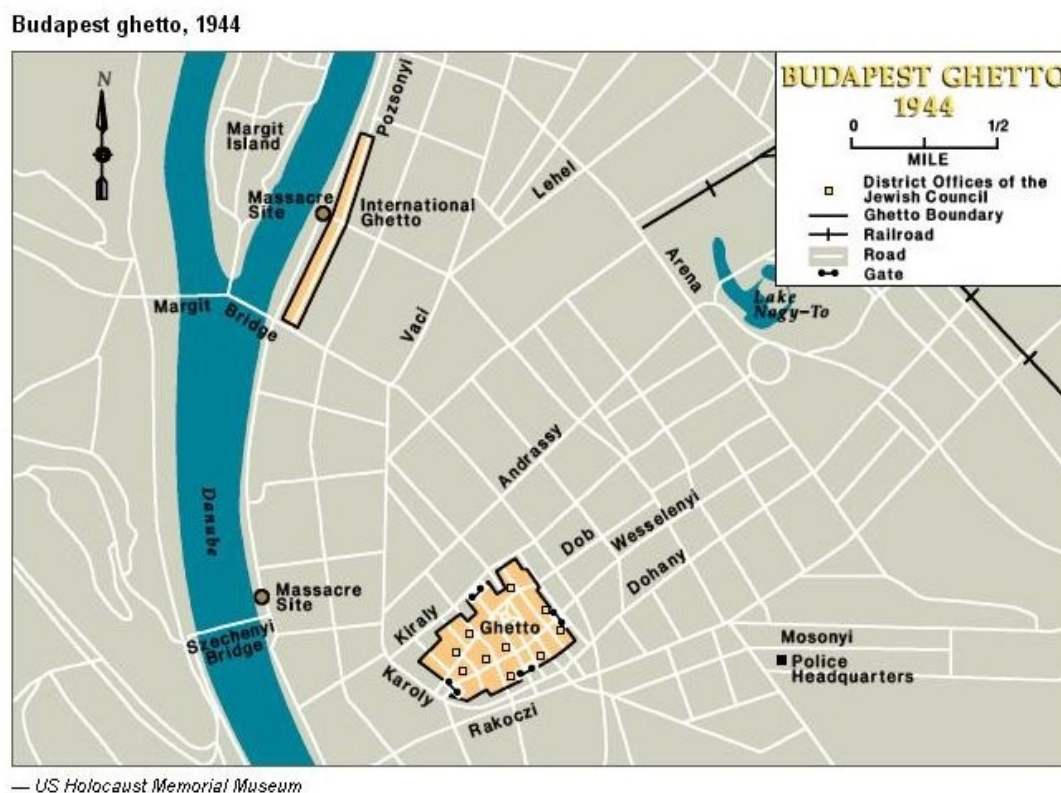 Budapest ghetto, 1944
BUDAPEST GHETTO
1944
0 1/2
MILE
District Offices of the
Jewish Council
Ghetto Boundary
Railroad
Road
Gate
N
Margit
Island
Pozsonyi
Massacre
Site
International
Ghetto
Lehel
Arena
Lake
Nagy-To
Margit
Bridge
Vaci
Andrassy
Danube
Dob
Wesselenyi
Dohany
Massacre
Site
Kiraly
Ghetto
Szechenyi
Bridge
Karoly
Rakoczi
Mosonyi
Police
Headquarters
— US Holocaust Memorial Museum